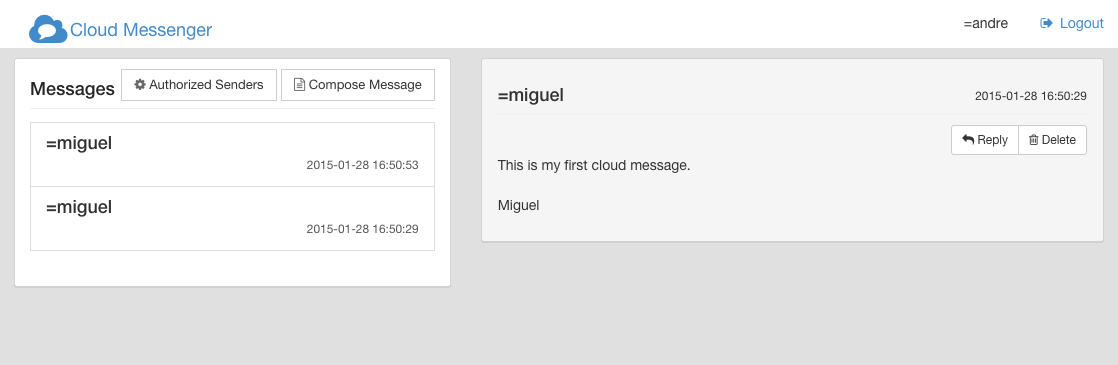 Cloud Messenger
=andre
Logout
Messages
Authorized Senders
Compose Message
=miguel
2015-01-28 16:50:53
=miguel
2015-01-28 16:50:29
=miguel
2015-01-28 16:50:29
Reply
Delete
This is my first cloud message.
Miguel